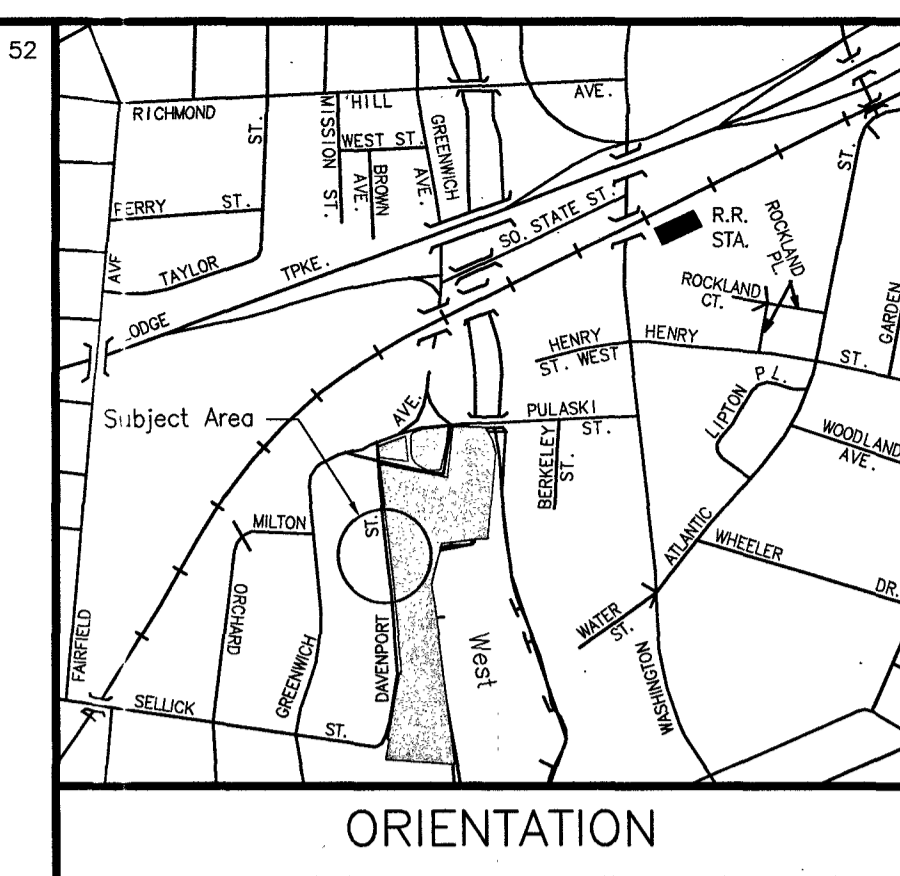 52
RICHMOND
HILL
AVE.
ST.
MISSION ST.
WEST ST.
BROWN AVE.
GREENWICH AVE.
SO. STATE ST.
R.R.
STA.
ST.
ROCKLAND PL.
ROCKLAND
CT.
GARDEN
ST.
AVE
TAYLOR
TPKE.
HENRY
ST. WEST
HENRY
ST.
Subject Area
AVE.
PULASKI
ST.
BERKELEY
ST.
LIPTON PL.
WOODLAND
AVE.
MILTON
ST.
ATLANTIC
WHEELER
DR.
ORCHARD
GREENWICH
DAVENPORT
West
WATER
ST.
WASHINGTON
FAIRFIELD
SELLICK
ST.
ORIENTATION